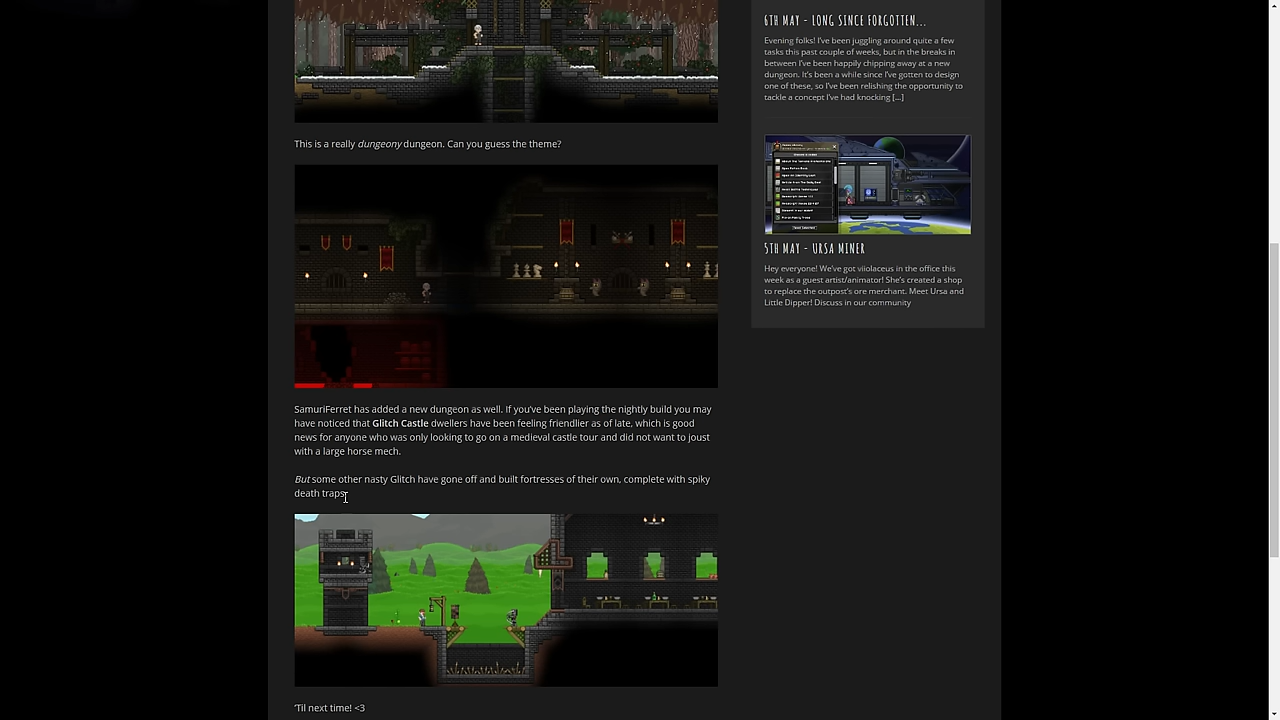 This is a really dungeony dungeon. Can you guess the theme?
SamuriFerret has added a new dungeon as well. If you've been playing the nightly build you may
have noticed that Glitch Castle dwellers have been feeling friendlier as of late, which is good
news for anyone who was only looking to go on a medieval castle tour and did not want to joust
with a large horse mech.
But some other nasty Glitch have gone off and built fortresses of their own, complete with spiky
death traps.
'Til next time! <3
6TH MAY – LONG SINCE FORGOTTEN...
Evening folks! I've been juggling around quite a few
tasks this past couple of weeks, but in the breaks in
between I've been happily chipping away at a new
dungeon. It's been a while since I've gotten to design
one of these, so I've been relishing the opportunity to
tackle a concept I've had knocking [...]
5TH MAY – URSA MINER
Hey everyone! We've got viiolaceus in the office this
week as a guest artist/animator! She's created a shop
to replace the outpost's ore merchant. Meet Ursa and
Little Dipper! Discuss in our community